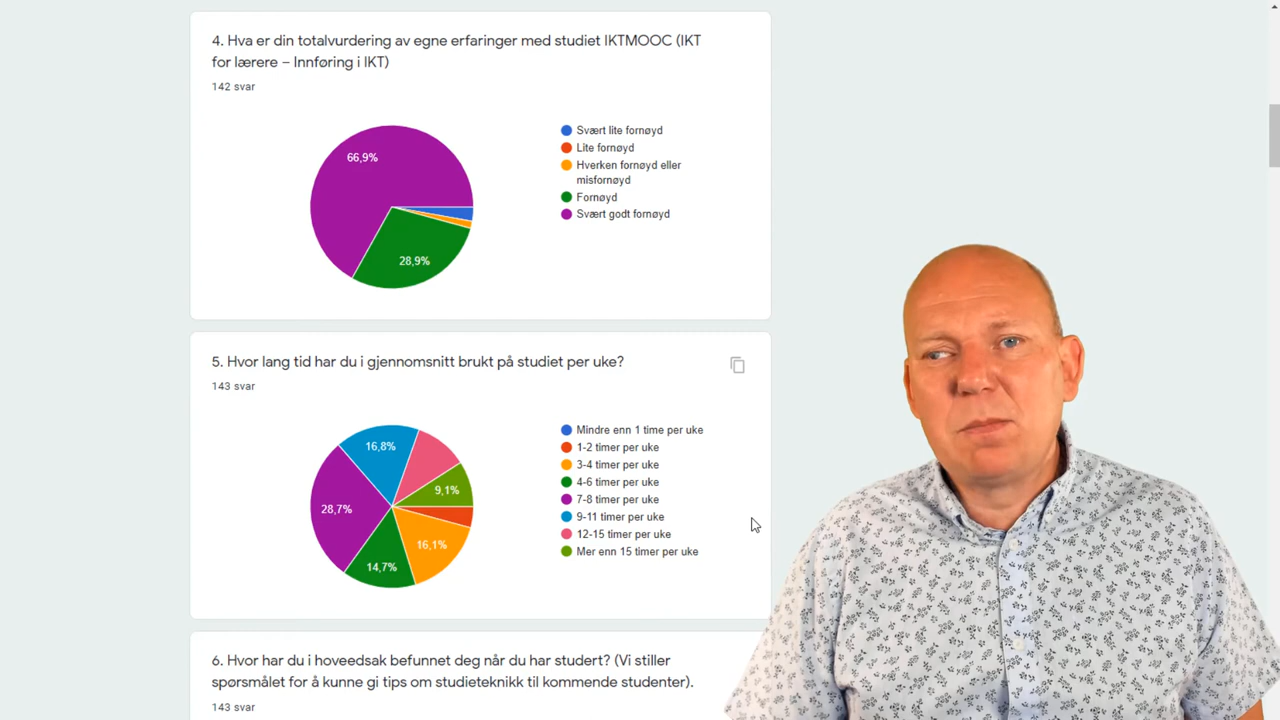 4. Hva er din totalvurdering av egne erfaringer med studiet IKTMOOC (IKT
for lærere – Innføring i IKT)
142 svar
66,9%
28,9%
Svært lite fornøyd
Lite fornøyd
Hverken fornøyd eller
misfornøyd
Fornøyd
Svært godt fornøyd
5. Hvor lang tid har du i gjennomsnitt brukt på studiet per uke?
143 svar
16,8%
9,1%
28,7%
16,1%
14,7%
Mindre enn 1 time per uke
1-2 timer per uke
3-4 timer per uke
4-6 timer per uke
7-8 timer per uke
9-11 timer per uke
12-15 timer per uke
Mer enn 15 timer per uke
6. Hvor har du i hoveedsak befunnet deg når du har studert? (Vi stiller
spørsmålet for å kunne gi tips om studieteknikk til kommende studenter).
143 svar